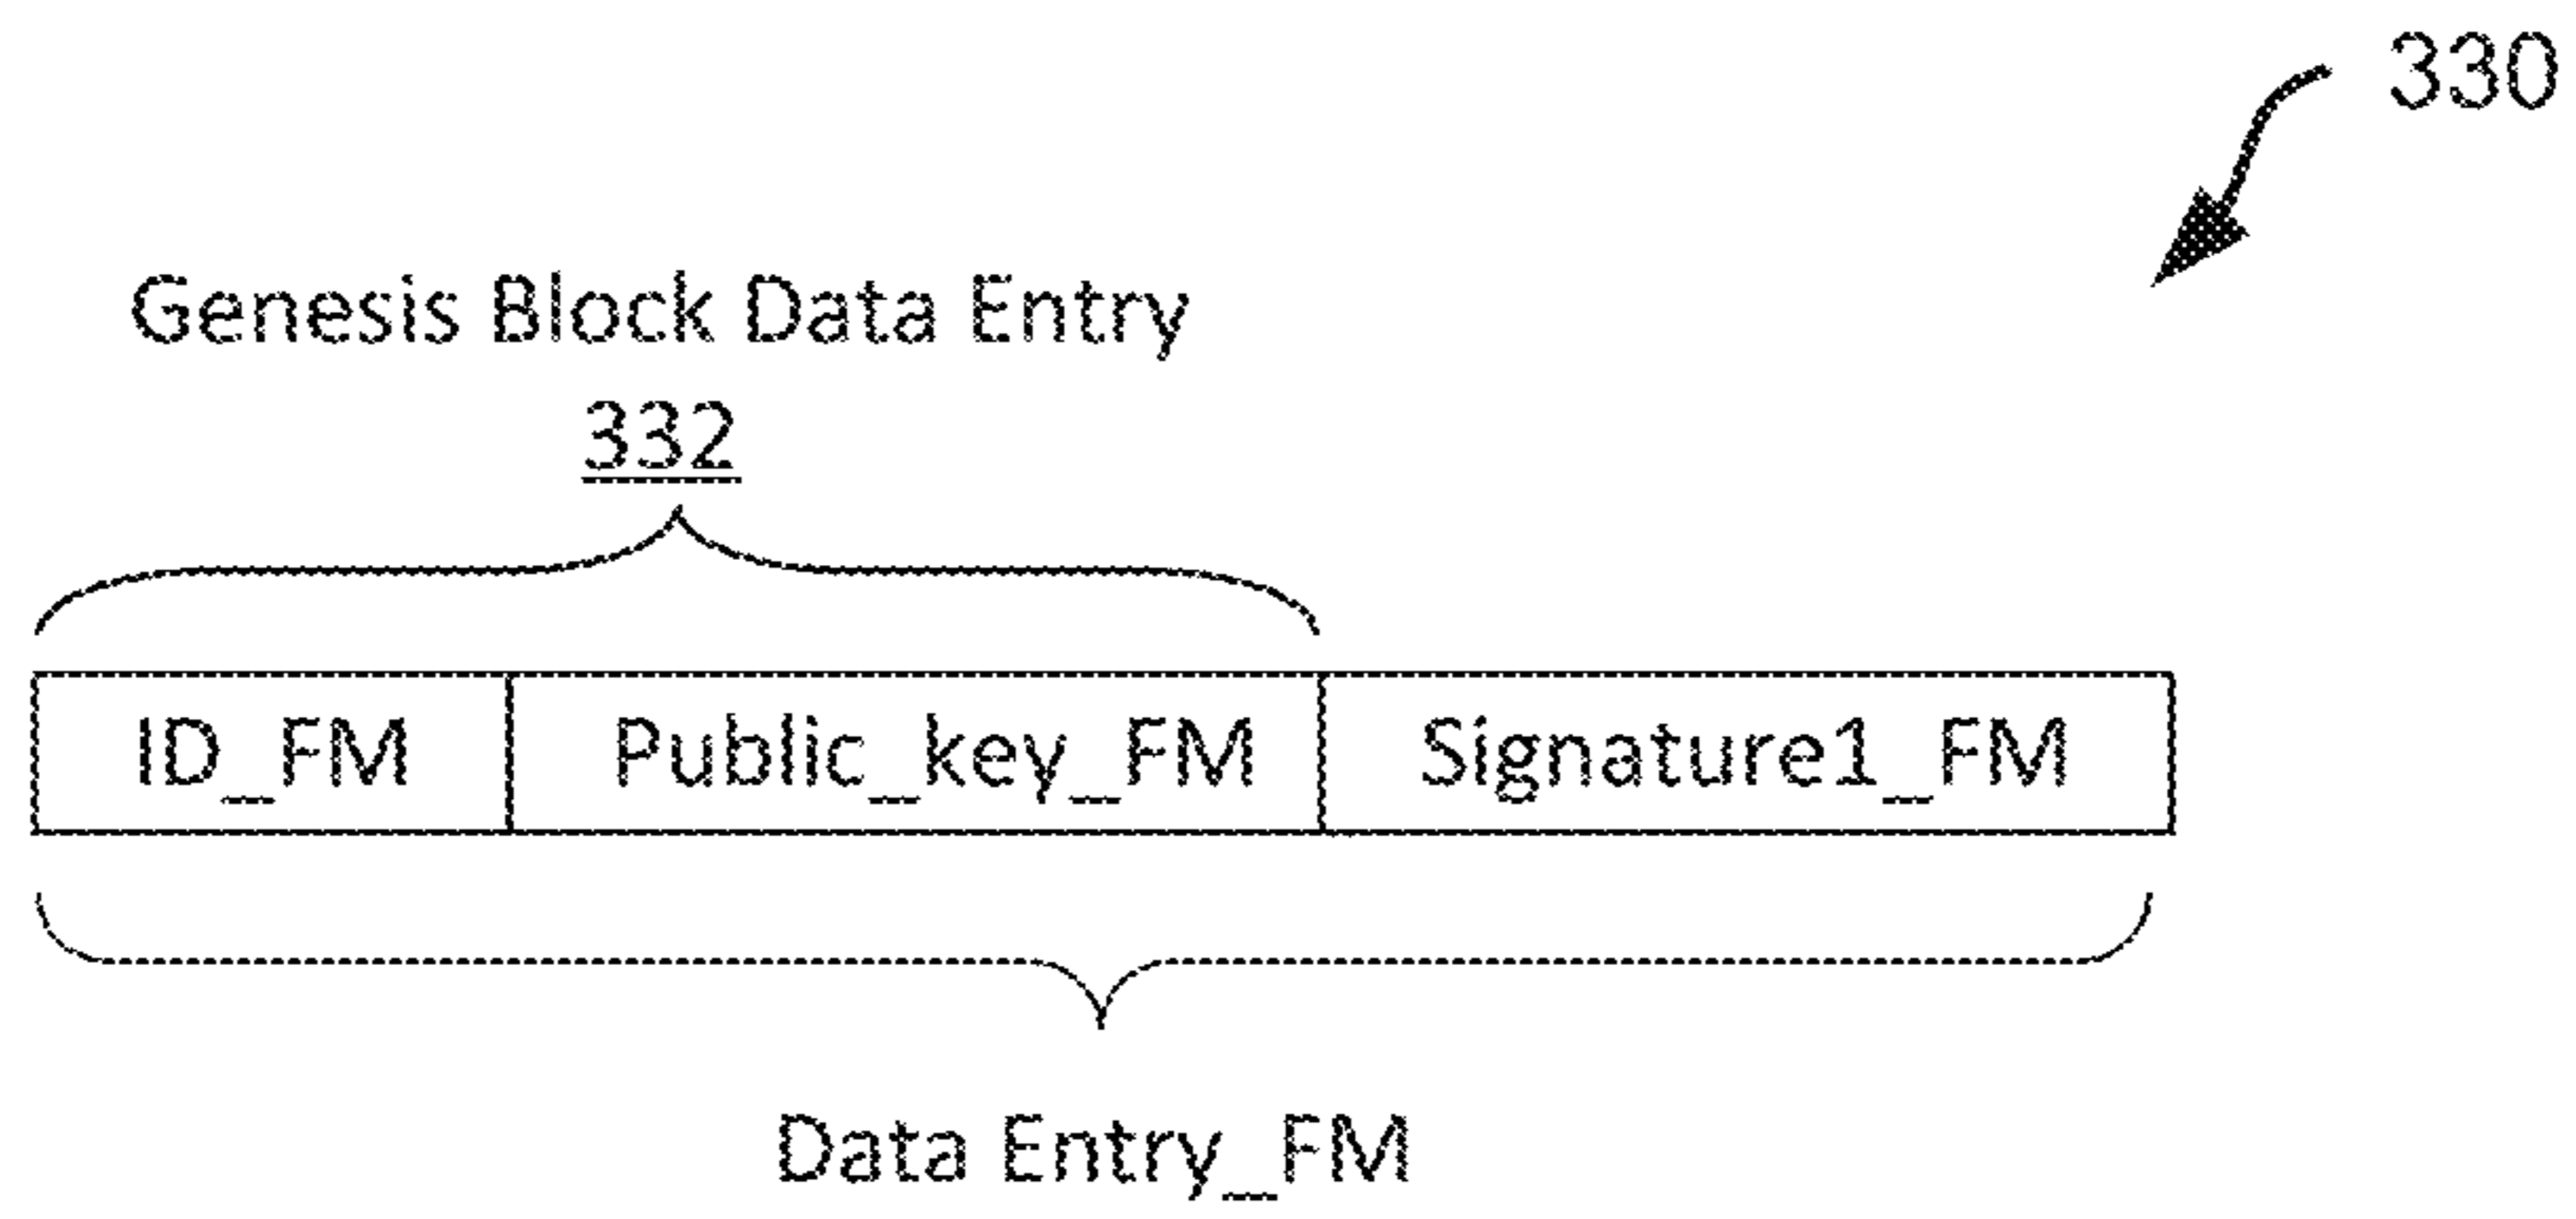 330
Genesis Block Data Entry
332
ID_FM Public_key_FM Signature1_FM
Data Entry_FM